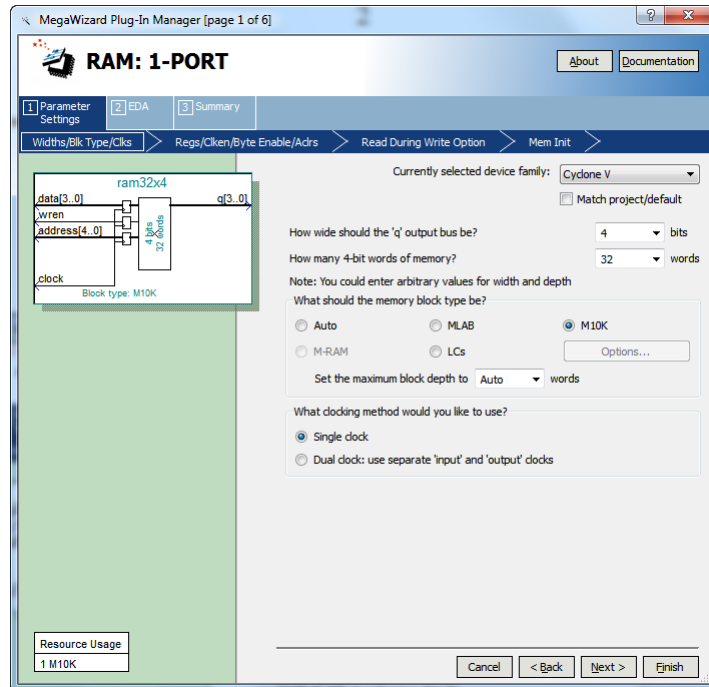 MegaWizard Plug-In Manager [page 1 of 6]
RAM: 1-PORT
About
Documentation
1 Parameter Settings
2 EDA
3 Summary
Widths/Blk Type/Clks
Regs/Clken/Byte Enable/Aclrs
Read During Write Option
Mem Init
ram32x4
data[3..0]
q[3..0]
wren
address[4..0]
4 bits
32 words
clock
Block type: M10K
Currently selected device family:
Cyclone V
Match project/default
How wide should the 'q' output bus be?
4
bits
How many 4-bit words of memory?
32
words
Note: You could enter arbitrary values for width and depth
What should the memory block type be?
Auto
MLAB
M10K
M-RAM
LCs
Options...
Set the maximum block depth to
Auto
words
What clocking method would you like to use?
Single clock
Dual clock: use separate 'input' and 'output' clocks
Resource Usage
1 M10K
Cancel
< Back
Next >
Finish